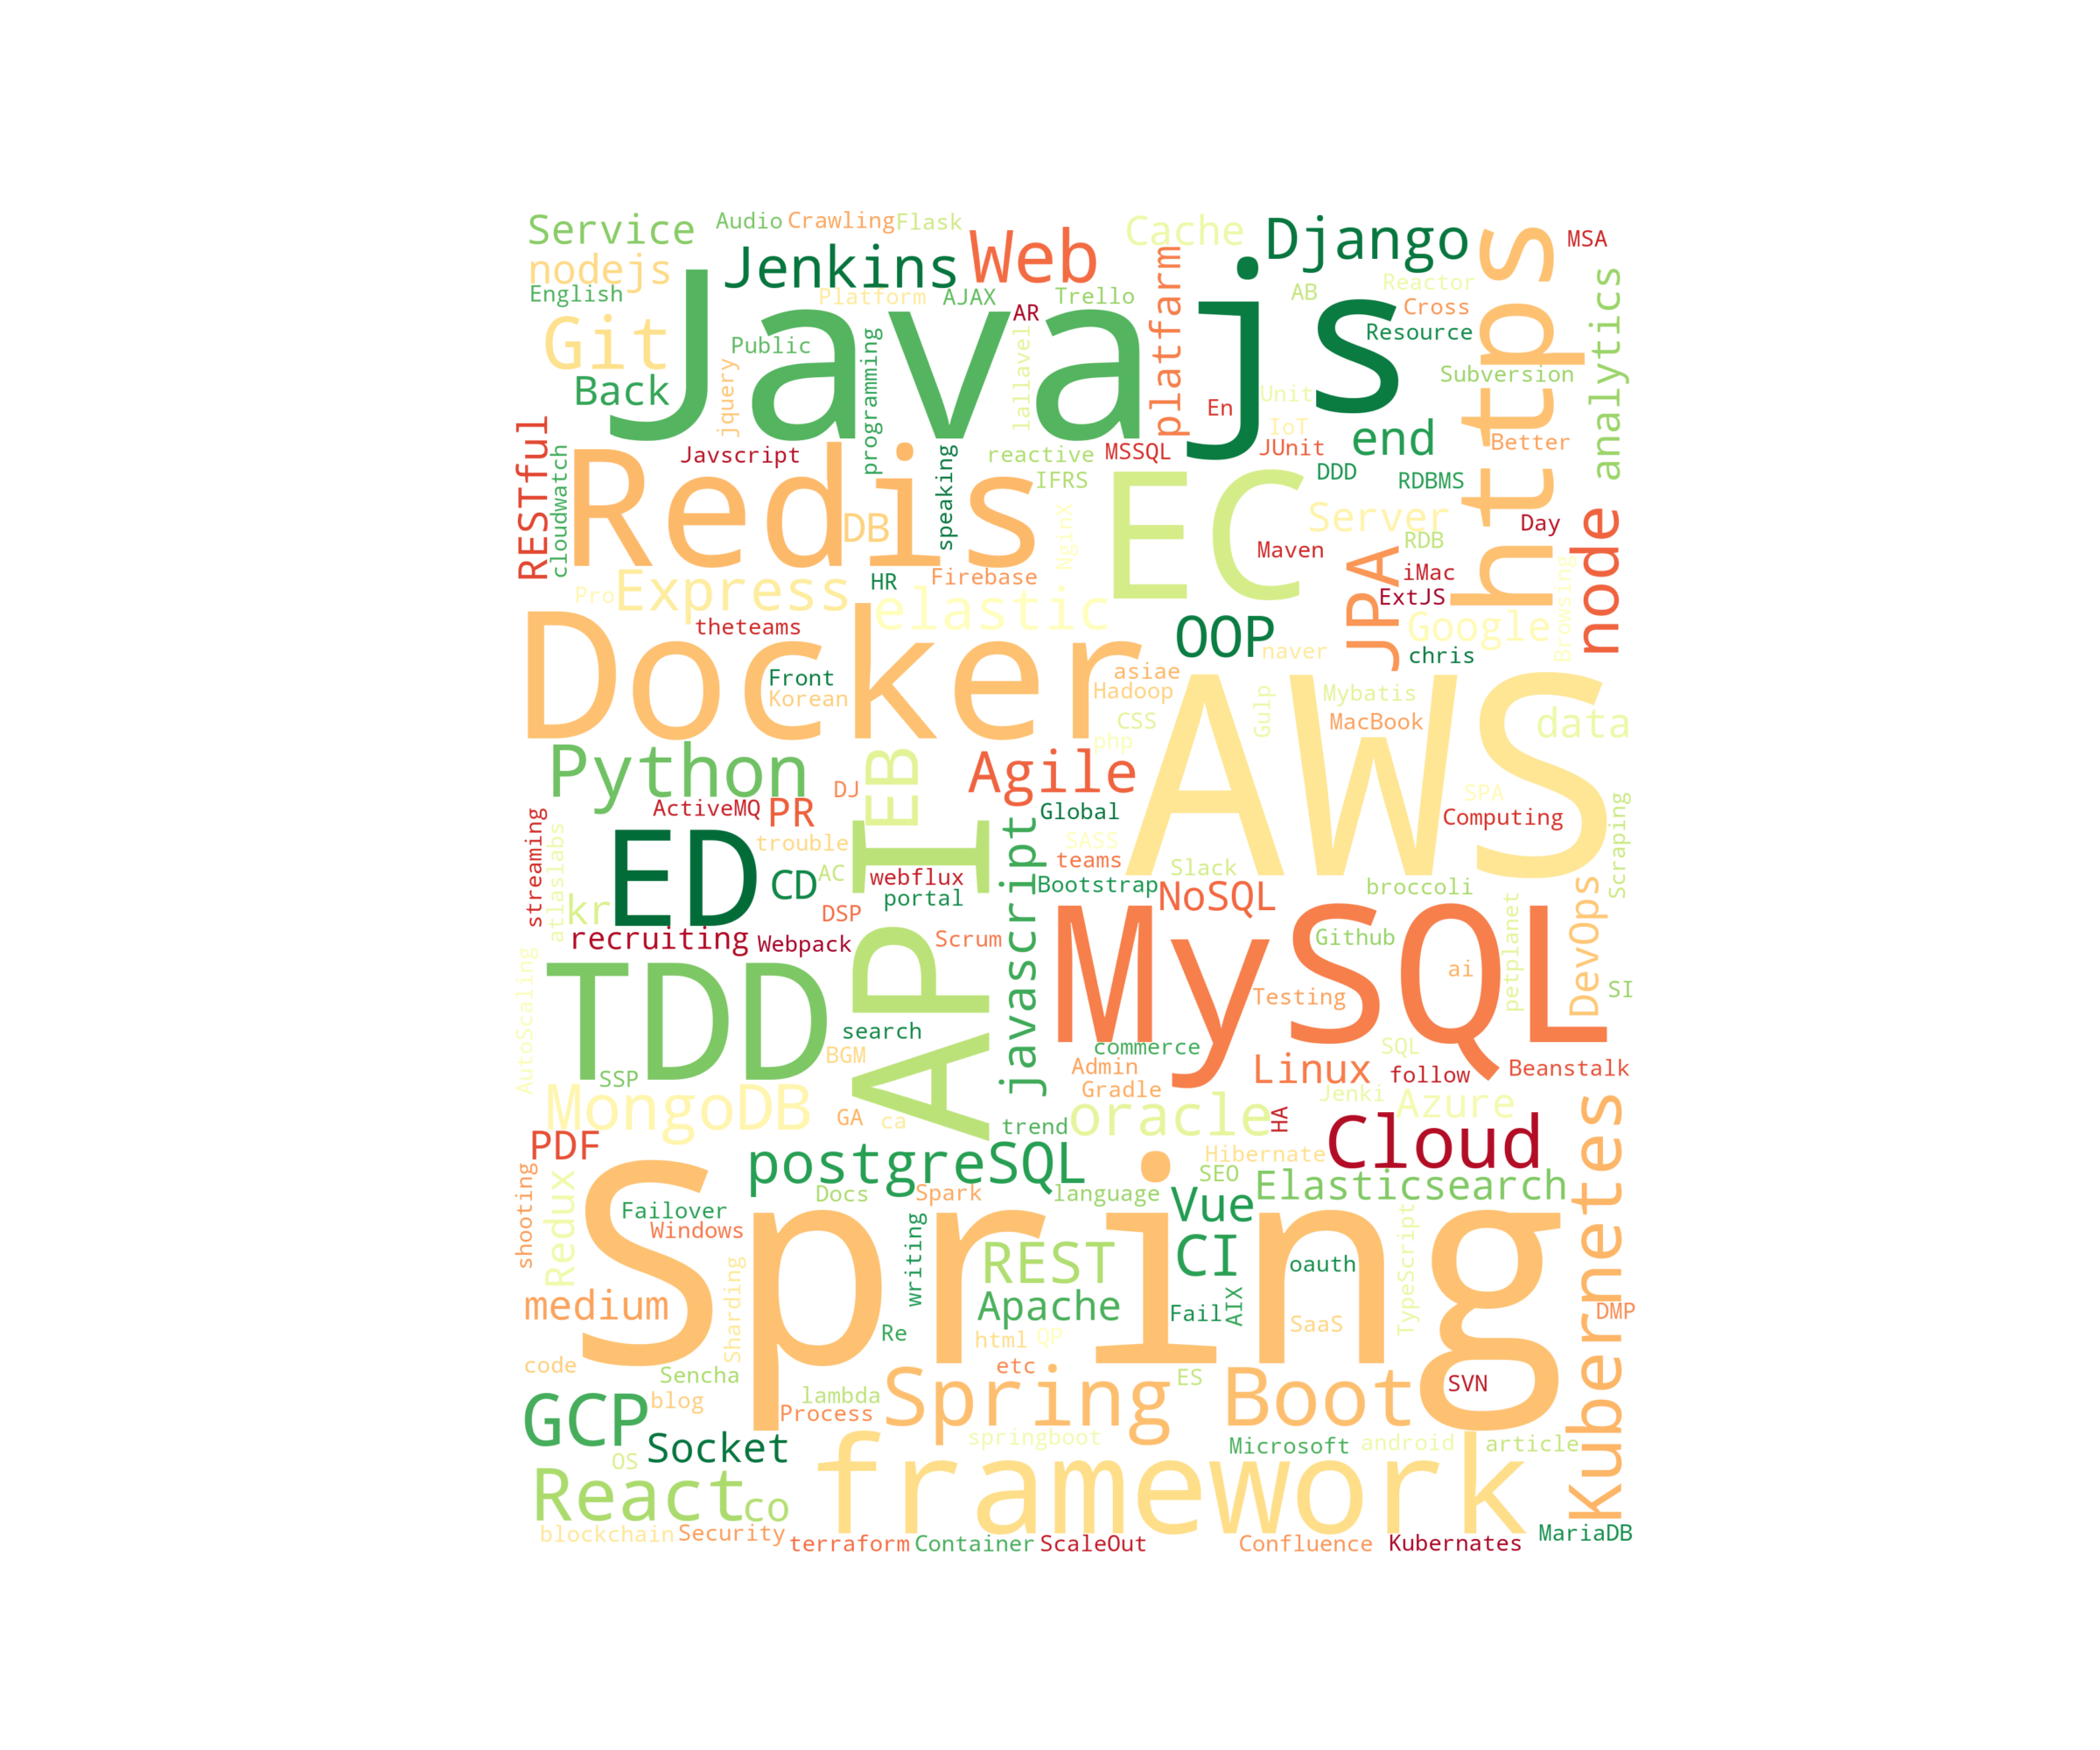 Service
Audio
Crawling
Flask
Cache
Django
MSA
nodejs
Jenkins
Web
platfarm
https
English
Platform
AJAX
AR
Trello
AB
Reactor
Cross
Resource
analytics
Git
Java
js
Public
Back
jquery
programming
lallavel
En
Unit
IoT
JUnit
Subversion
end
Better
RESTful
cloudwatch
Javscript
speaking
reactive
MSSQL
IFRS
DDD
RDBMS
Redis
DB
NginX
EC
Server
Day
Maven
RDB
node
JPA
iMac
ExtJS
Browsing
Pro
Express
HR
Firebase
elastic
Google
theteams
OOP
naver
chris
Docker
Front
Korean
asiae
Hadoop
Gulp
Mybatis
CSS
MacBook
data
php
AWS
Python
EB
Agile
DJ
SPA
ActiveMQ
PR
Global
Computing
Scraping
streaming
atlaslabs
ED
trouble
SASS
teams
CD
AC
webflux
javascript
Slack
Bootstrap
broccoli
kr
DSP
portal
NoSQL
petplanet
DevOps
recruiting
Webpack
Scrum
API
MySQL
Github
ai
AutoScaling
TDD
Testing
SI
search
BGM
commerce
SQL
SSP
Admin
Linux
follow
Beanstalk
Gradle
Jenki
MongoDB
GA
ca
trend
oracle
HA
Azure
PDF
Cloud
Kubernetes
postgreSQL
Hibernate
shooting
Redux
Docs
Spark
language
SEO
Elasticsearch
Failover
Windows
Vue
TypeScript
Spring
writing
REST
CI
oauth
medium
Sharding
Apache
Fail
AIX
SaaS
DMP
Re
html
QP
code
Sencha
etc
ES
SVN
GCP
blog
lambda
Process
Spring Boot
Socket
springboot
Microsoft
android
article
OS
React
co
framework
blockchain
Security
terraform
Container
ScaleOut
Confluence
Kubernates
MariaDB